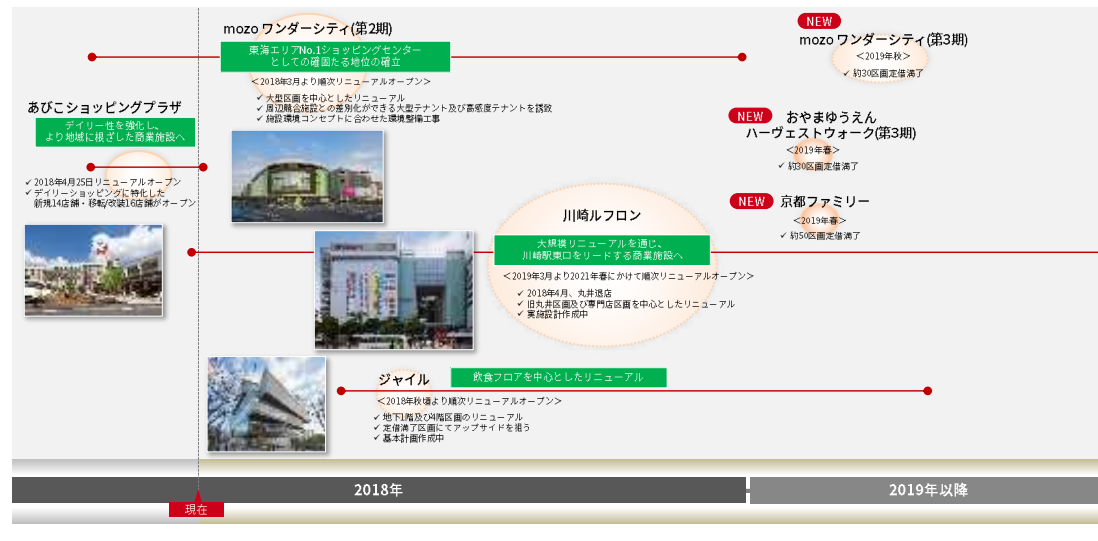 mozo ワンダーシティ(第2期)
東海エリアNo.1ショッピングセンター
としての確固たる地位の確立
＜2018年3月より順次リニューアルオープン＞
✓ 大型区画を中心としたリニューアル
✓ 周辺競合施設との差別化ができる大型テナント及び高感度テナントを誘致
✓ 施設環境コンセプトに合わせた環境整備工事
NEW
mozo ワンダーシティ(第3期)
＜2019年秋＞
✓ 約30区画定借満了
あびこショッピングプラザ
デイリー性を強化し、
より地域に根ざした商業施設へ
✓ 2018年4月25日リニューアルオープン
✓ デイリーショッピングに特化した
新規14店舗・移転/改装16店舗がオープン
NEW
おやまゆうえん
ハーヴェストウォーク(第3期)
＜2019年春＞
✓ 約30区画定借満了
NEW
京都ファミリー
＜2019年春＞
✓ 約50区画定借満了
川崎ルフロン
大規模リニューアルを通じ、
川崎駅東口をリードする商業施設へ
＜2019年3月より2021年春にかけて順次リニューアルオープン＞
✓ 2018年4月、丸井退店
✓ 旧丸井区画及び専門店区画を中心としたリニューアル
✓ 実施設計作成中
ジャイル
飲食フロアを中心としたリニューアル
＜2018年秋頃より順次リニューアルオープン＞
✓ 地下1階及び4階区画のリニューアル
✓ 定借満了区画にてアップサイドを狙う
✓ 基本計画作成中
2018年
2019年以降
現在